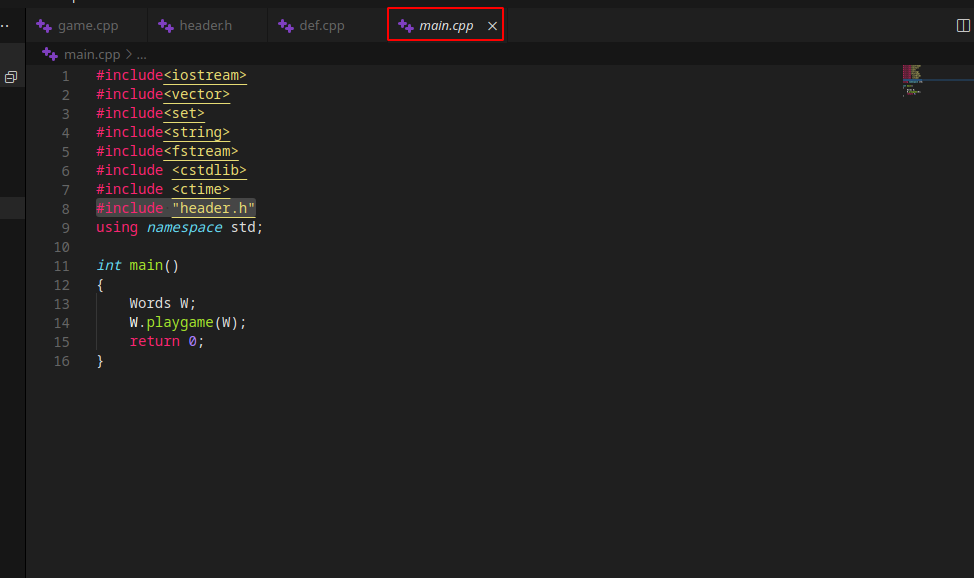 game.cpp header.h def.cpp main.cpp
main.cpp > ...
1 #include<iostream>
2 #include<vector>
3 #include<set>
4 #include<string>
5 #include<fstream>
6 #include <cstdlib>
7 #include <ctime>
8 #include "header.h"
9 using namespace std;
10
11 int main()
12 {
13 Words W;
14 W.playgame(W);
15 return 0;
16 }